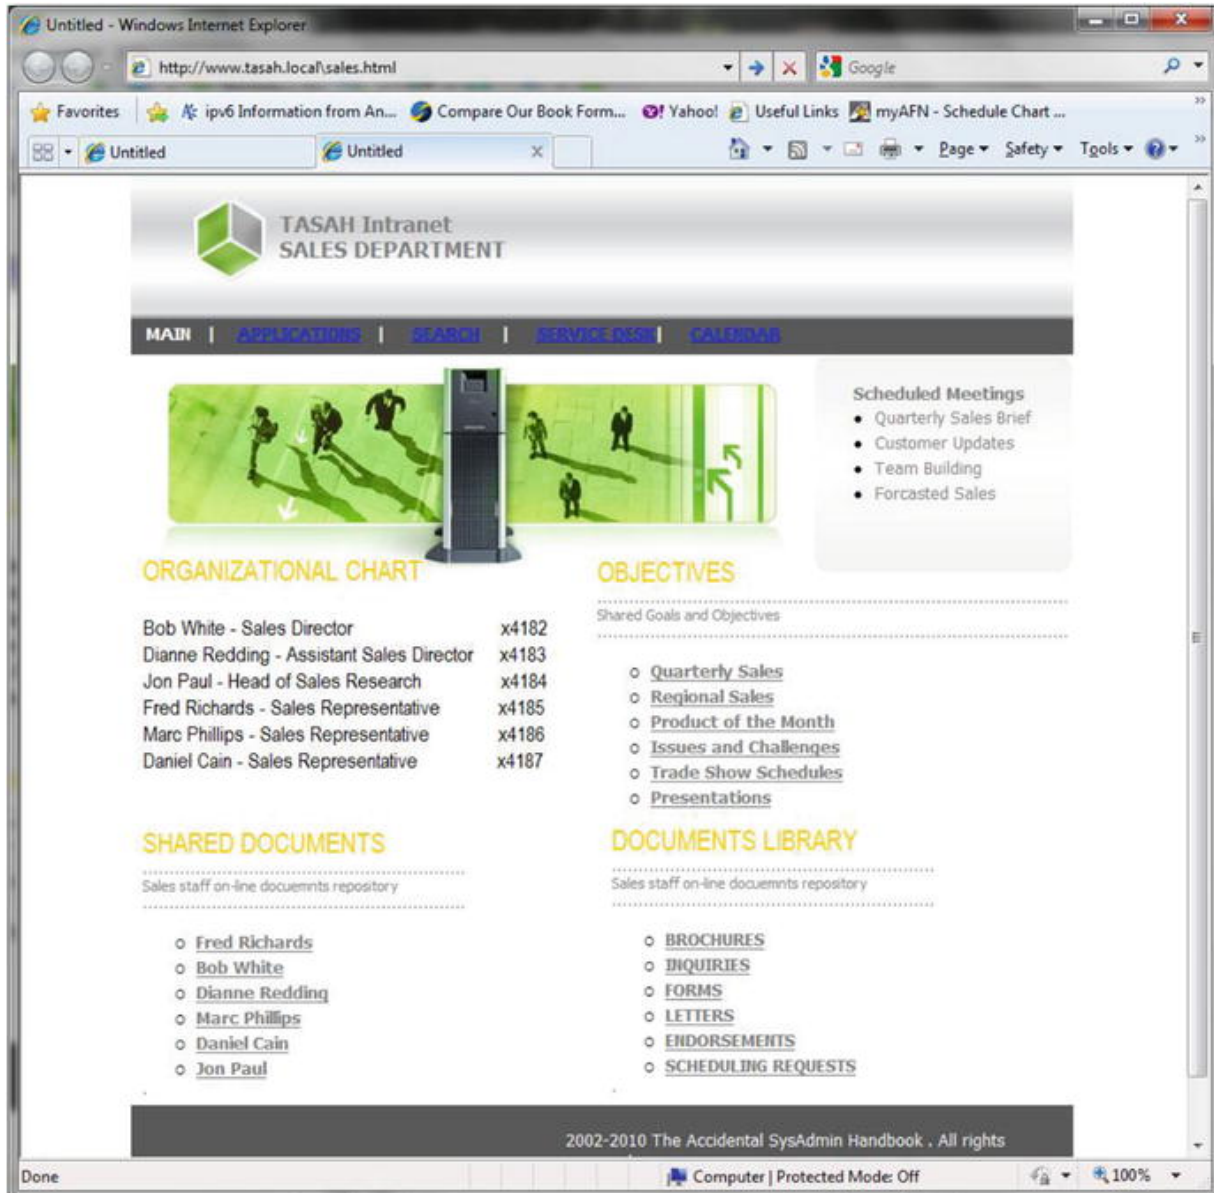 Untitled - Windows Internet Explorer
http://www.tasah.local\sales.html
Google
Favorites
ipv6 Information from An...
Compare Our Book Form...
Yahoo!
Useful Links
myAFN - Schedule Chart ...
Untitled
Untitled
Page
Safety
Tools
TASAH Intranet
SALES DEPARTMENT
MAIN | APPLICATIONS | SEARCH | SERVICE DESK| CALENDAR
Scheduled Meetings
Quarterly Sales Brief
Customer Updates
Team Building
Forcasted Sales
ORGANIZATIONAL CHART
Bob White - Sales Director x4182
Dianne Redding - Assistant Sales Director x4183
Jon Paul - Head of Sales Research x4184
Fred Richards - Sales Representative x4185
Marc Phillips - Sales Representative x4186
Daniel Cain - Sales Representative x4187
OBJECTIVES
Shared Goals and Objectives
Quarterly Sales
Regional Sales
Product of the Month
Issues and Challenges
Trade Show Schedules
Presentations
SHARED DOCUMENTS
Sales staff on-line docuemnts repository
Fred Richards
Bob White
Dianne Redding
Marc Phillips
Daniel Cain
Jon Paul
DOCUMENTS LIBRARY
Sales staff on-line docuemnts repository
BROCHURES
INQUIRIES
FORMS
LETTERS
ENDORSEMENTS
SCHEDULING REQUESTS
2002-2010 The Accidental SysAdmin Handbook . All rights
Done
Computer | Protected Mode: Off
100%